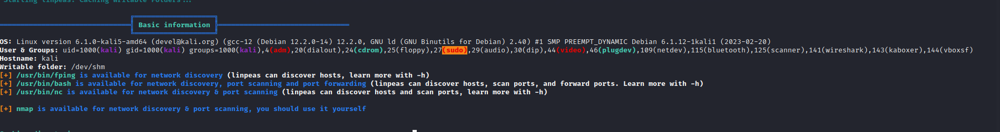 Starting linpeas. Caching Writable Folders...
Basic information
OS: Linux version 6.1.0-kali5-amd64 (devel@kali.org) (gcc-12 (Debian 12.2.0-14) 12.2.0, GNU ld (GNU Binutils for Debian) 2.40) #1 SMP PREEMPT_DYNAMIC Debian 6.1.12-1kali1 (2023-02-20)
User & Groups: uid=1000(kali) gid=1000(kali) groups=1000(kali),4(adm),20(dialout),24(cdrom),25(floppy),27(sudo),29(audio),30(dip),44(video),46(plugdev),109(netdev),115(bluetooth),125(scanner),141(wireshark),143(kaboxer),144(vboxsf)
Hostname: kali
Writable folder: /dev/shm
[+] /usr/bin/fping is available for network discovery (linpeas can discover hosts, learn more with -h)
[+] /usr/bin/bash is available for network discovery, port scanning and port forwarding (linpeas can discover hosts, scan ports, and forward ports. Learn more with -h)
[+] /usr/bin/nc is available for network discovery & port scanning (linpeas can discover hosts and scan ports, learn more with -h)
[+] nmap is available for network discovery & port scanning, you should use it yourself